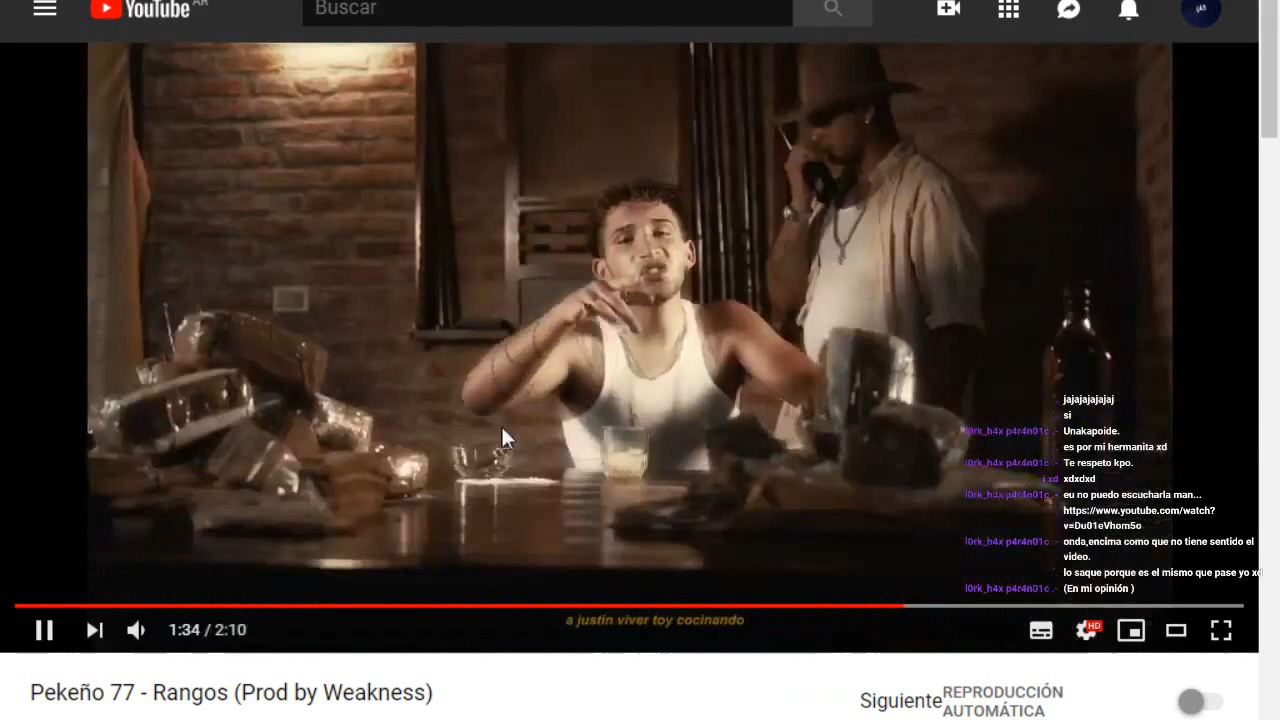 YouTube AR
Buscar
jajajajajaj
si
l0rk_h4x p4r4n01c .- Unakapoide.
es por mi hermanita xd
l0rk_h4x p4r4n01c .- Te respeto kpo.
i xd xdxdxd
l0rk_h4x p4r4n01c .- eu no puedo escucharla man...
https://www.youtube.com/watch?
v=Du01eVhom5o
l0rk_h4x p4r4n01c .- onda,encima como que no tiene sentido el
video.
lo saque porque es el mismo que pase yo xd
l0rk_h4x p4r4n01c .- (En mi opinión )
a justin viver toy cocinando
1:34 / 2:10
HD
Pekeño 77 - Rangos (Prod by Weakness)
Siguiente
REPRODUCCIÓN
AUTOMÁTICA